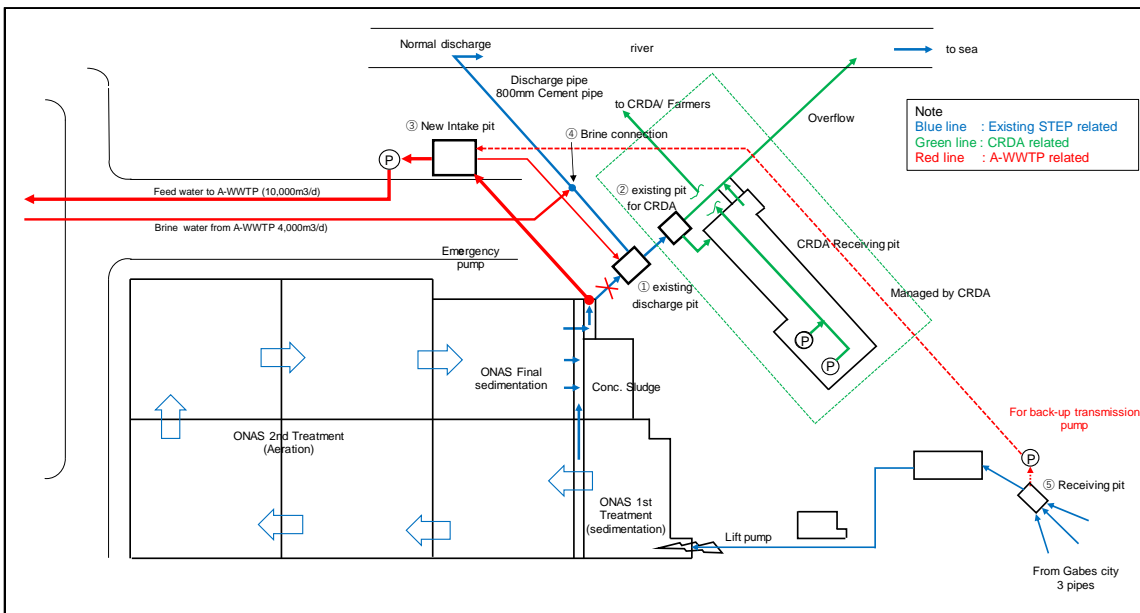 Normal discharge
river
to sea
Discharge pipe
800mm Cement pipe
to CRDA/ Farmers
Overflow
Note
Blue line : Existing STEP related
Green line : CRDA related
Red line : A-WWTP related
③ New Intake pit
④ Brine connection
P
Feed water to A-WWTP (10,000m3/d)
② existing pit
for CRDA
Brine water from A-WWTP 4,000m3/d)
CRDA Receiving pit
Emergency
pump
Managed by CRDA
① existing
discharge pit
P
P
ONAS Final
sedimentation
Conc. Sludge
For back-up transmission
pump
ONAS 2nd Treatment
(Aeration)
P
⑤ Receiving pit
ONAS 1st
Treatment
(sedimentation)
Lift pump
From Gabes city
3 pipes